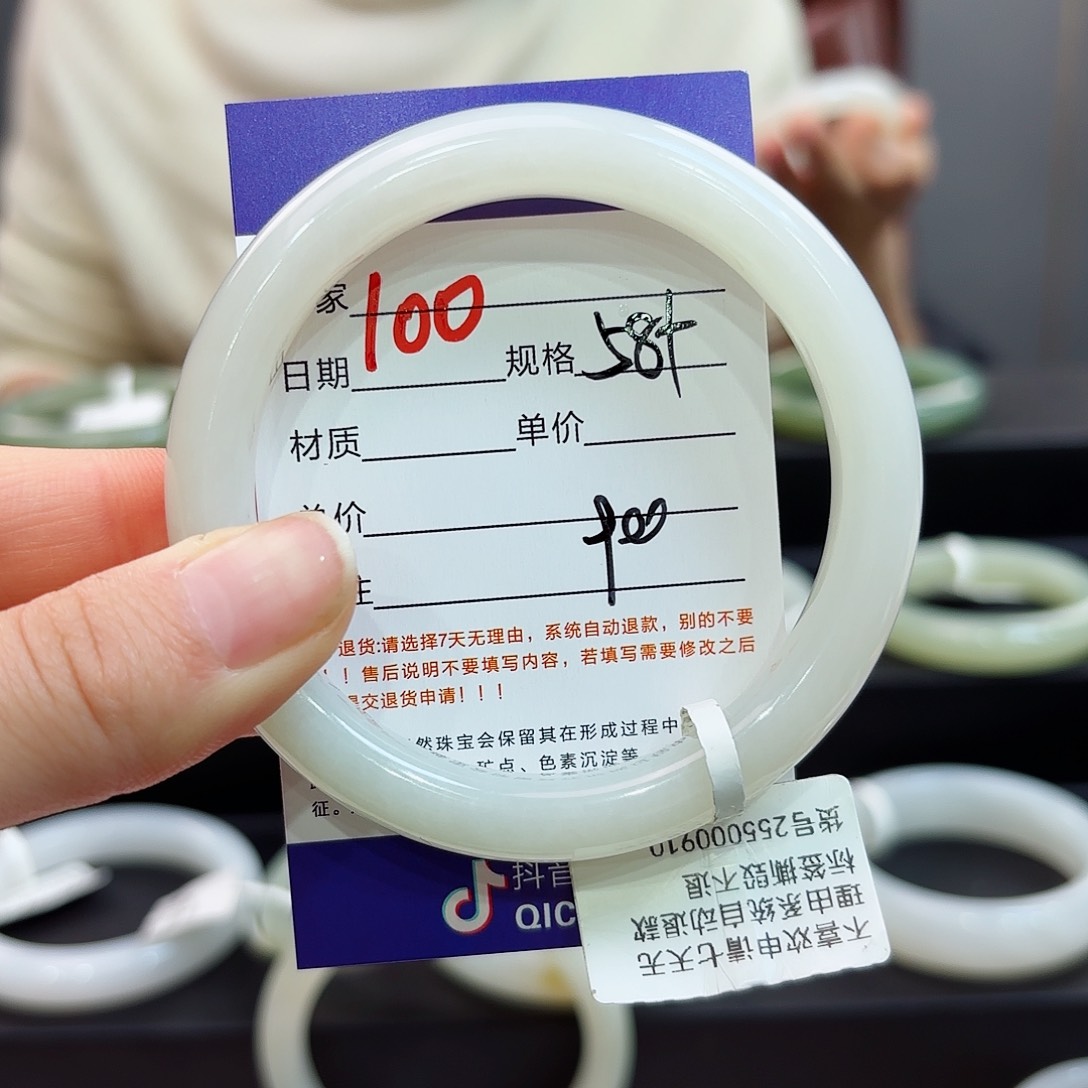 家 100
日期 规格 58+
材质 单价
单价 900
注
退货:请选择7天无理由，系统自动退款，别的不要
！！售后说明不要填写内容，若填写需要修改之后
提交退货申请！！！
然珠宝会保留其在形成过程中
矿点、色素沉淀等
征。
抖音
QIC
不喜欢申请七天无
理由系统自动退款
标签撕毁不退
货号255000910